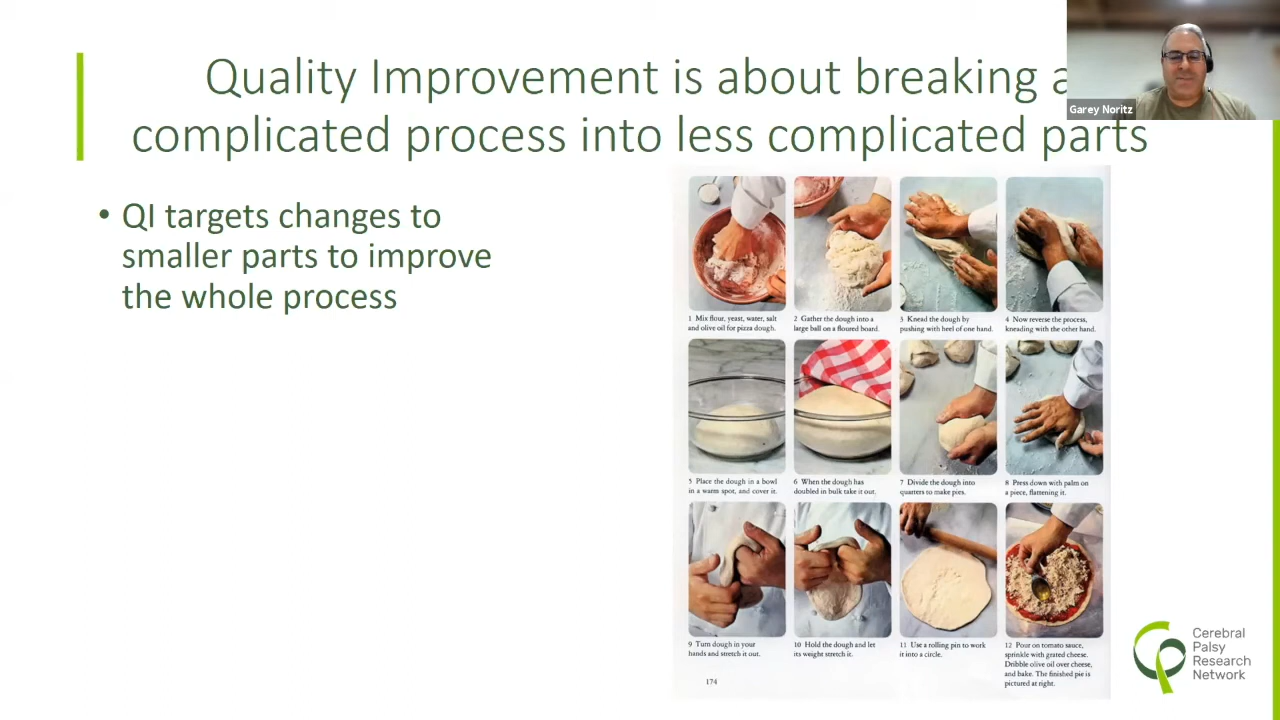 Quality Improvement is about breaking a
complicated process into less complicated parts
Garey Noritz
• QI targets changes to
smaller parts to improve
the whole process
1 Mix flour, yeast, water, salt
and olive oil for pizza dough.
2 Gather the dough into a
large ball on a floured board.
3 Knead the dough by
pushing with heel of one hand.
4 Now reverse the process,
kneading with the other hand.
5 Place the dough in a bowl
in a warm spot, and cover it.
6 When the dough has
doubled in bulk take it out.
7 Divide the dough into
quarters to make pies.
8 Press down with palm on
a piece, flattening it.
9 Turn dough in your
hands and stretch it out.
10 Hold the dough and let
its weight stretch it.
11 Use a rolling pin to work
it into a circle.
12 Pour on tomato sauce,
sprinkle with grated cheese.
Dribble olive oil over cheese,
and bake. The finished pie is
pictured at right.
174
Cerebral
Palsy
Research
Network